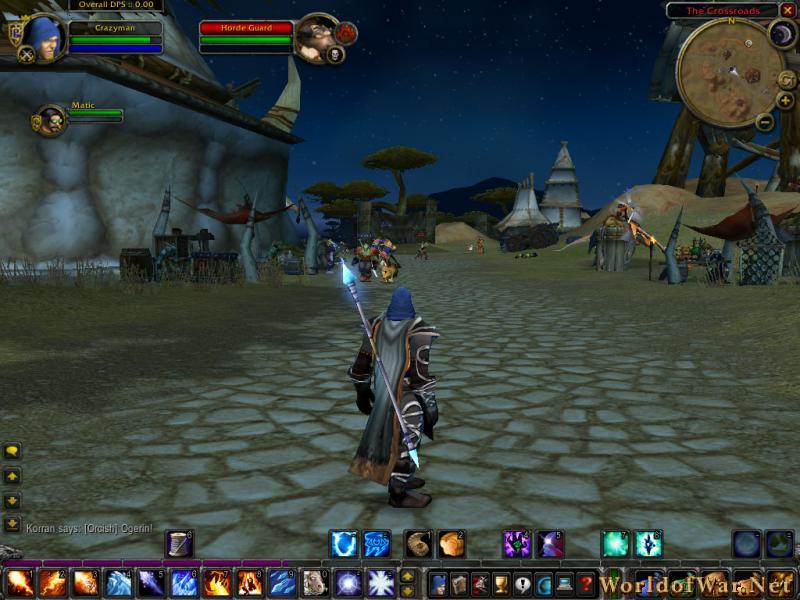 Overall DPS :: 0.00
Crazyman
Horde Guard
The Crossroads
N
Matic
Korran says: [Orcish] Ogerin!
WorldofWar.Net